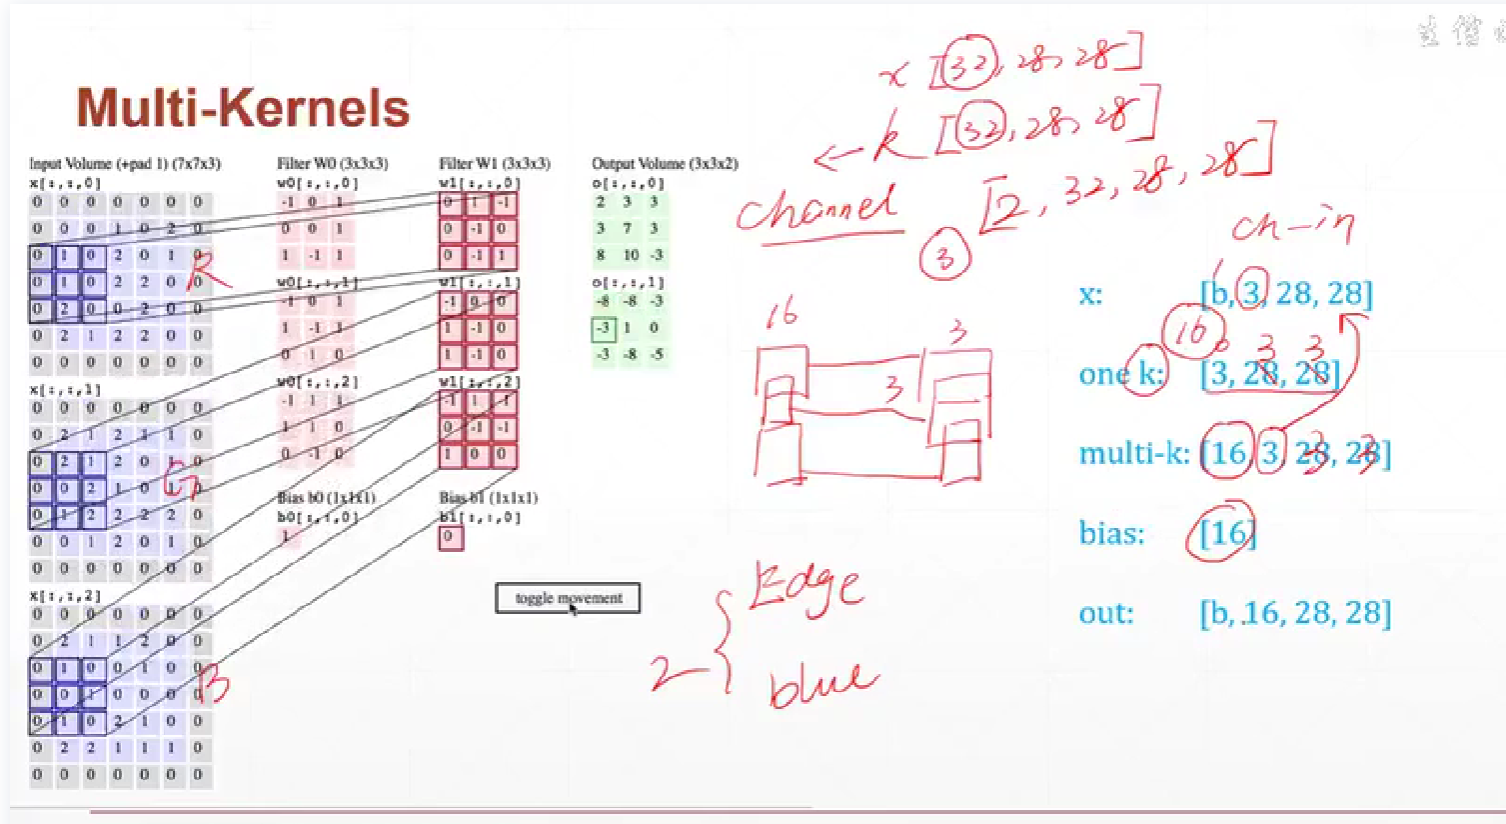 Multi-Kernels
x [32, 28, 28]
← k [32, 28, 28]
channel [2, 32, 28, 28]
3
ch-in
Input Volume (+pad 1) (7x7x3)
x[:,:,0]
0 0 0 0 0 0 0
0 0 0 1 0 2 0
0 1 0 2 0 1 0
0 1 0 2 2 0 0
0 2 0 0 2 0 0
0 2 1 2 2 0 0
0 0 0 0 0 0 0
R
x[:,:,1]
0 0 0 0 0 0 0
0 2 1 2 1 1 0
0 2 1 2 0 1 0
0 0 2 1 0 1 0
0 1 2 2 2 2 0
0 0 1 2 0 1 0
0 0 0 0 0 0 0
G
x[:,:,2]
0 0 0 0 0 0 0
0 2 1 1 2 0 0
0 1 0 0 1 0 0
0 0 1 0 0 0 0
0 1 0 2 1 0 0
0 2 2 1 1 1 0
0 0 0 0 0 0 0
B
Filter W0 (3x3x3)
w0[:,:,0]
-1 0 1
0 0 1
1 -1 1
w0[:,:,1]
-1 0 1
1 -1 1
0 1 0
w0[:,:,2]
-1 1 1
1 1 0
0 -1 0
Bias b0 (1x1x1)
b0[:,:,0]
1
Filter W1 (3x3x3)
w1[:,:,0]
0 1 -1
0 -1 0
0 -1 1
w1[:,:,1]
-1 0 0
1 -1 0
1 -1 0
w1[:,:,2]
-1 1 1
0 -1 -1
1 0 0
Bias b1 (1x1x1)
b1[:,:,0]
0
Output Volume (3x3x2)
o[:,:,0]
2 3 3
3 7 3
8 10 -3
o[:,:,1]
-8 -8 -3
-3 1 0
-3 -8 -5
toggle movement
16
3
3
2
Edge
blue
x: [b, 3, 28, 28]
16
3 3
one k: [3, 28, 28]
multi-k: [16, 3, 28, 28]
3 3
bias: [16]
out: [b, 16, 28, 28]